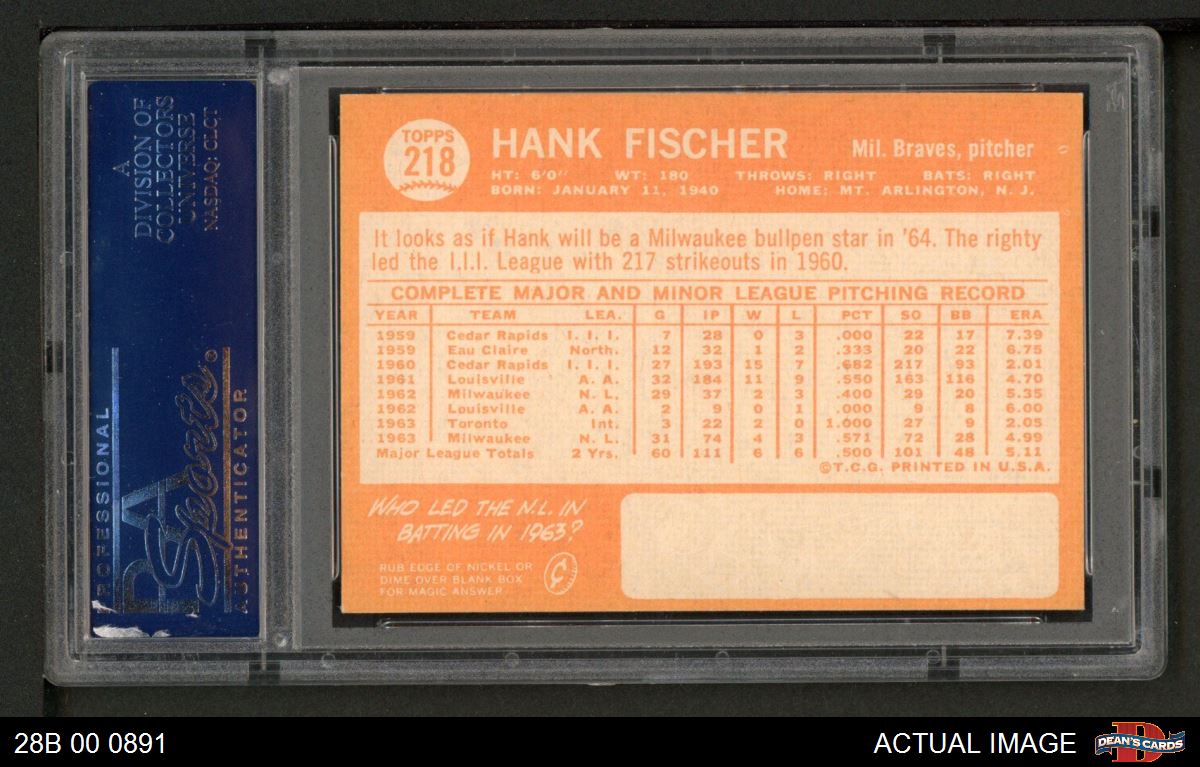 A
DIVISION OF
COLLECTORS
UNIVERSE
NASDAQ: CLCT
PROFESSIONAL
PSA
Sports
AUTHENTICATOR
TOPPS
218
HANK FISCHER
Mil. Braves, pitcher
HT: 6'0" WT: 180 THROWS: RIGHT BATS: RIGHT
BORN: JANUARY 11, 1940 HOME: MT. ARLINGTON, N. J.
It looks as if Hank will be a Milwaukee bullpen star in '64. The righty
led the I.I.I. League with 217 strikeouts in 1960.
COMPLETE MAJOR AND MINOR LEAGUE PITCHING RECORD
YEAR TEAM LEA. G IP W L PCT SO BB ERA
1959 Cedar Rapids I. I. I. 7 28 0 3 .000 22 17 7.39
1959 Eau Claire North. 12 32 1 2 .333 20 22 6.75
1960 Cedar Rapids I. I. I. 27 193 15 7 .682 217 93 2.01
1961 Louisville A. A. 32 184 11 9 .550 163 116 4.70
1962 Milwaukee N. L. 29 37 2 3 .400 29 20 5.35
1962 Louisville A. A. 2 9 0 1 .000 9 8 6.00
1963 Toronto Int. 3 22 2 0 1.000 27 9 2.05
1963 Milwaukee N. L. 31 74 4 3 .571 72 28 4.99
Major League Totals 2 Yrs. 60 111 6 6 .500 101 48 5.11
©T.C.G. PRINTED IN U.S.A.
WHO LED THE N.L. IN
BATTING IN 1963?
RUB EDGE OF NICKEL OR
DIME OVER BLANK BOX
FOR MAGIC ANSWER
¢
28B 00 0891
ACTUAL IMAGE
D
DEAN'S CARDS